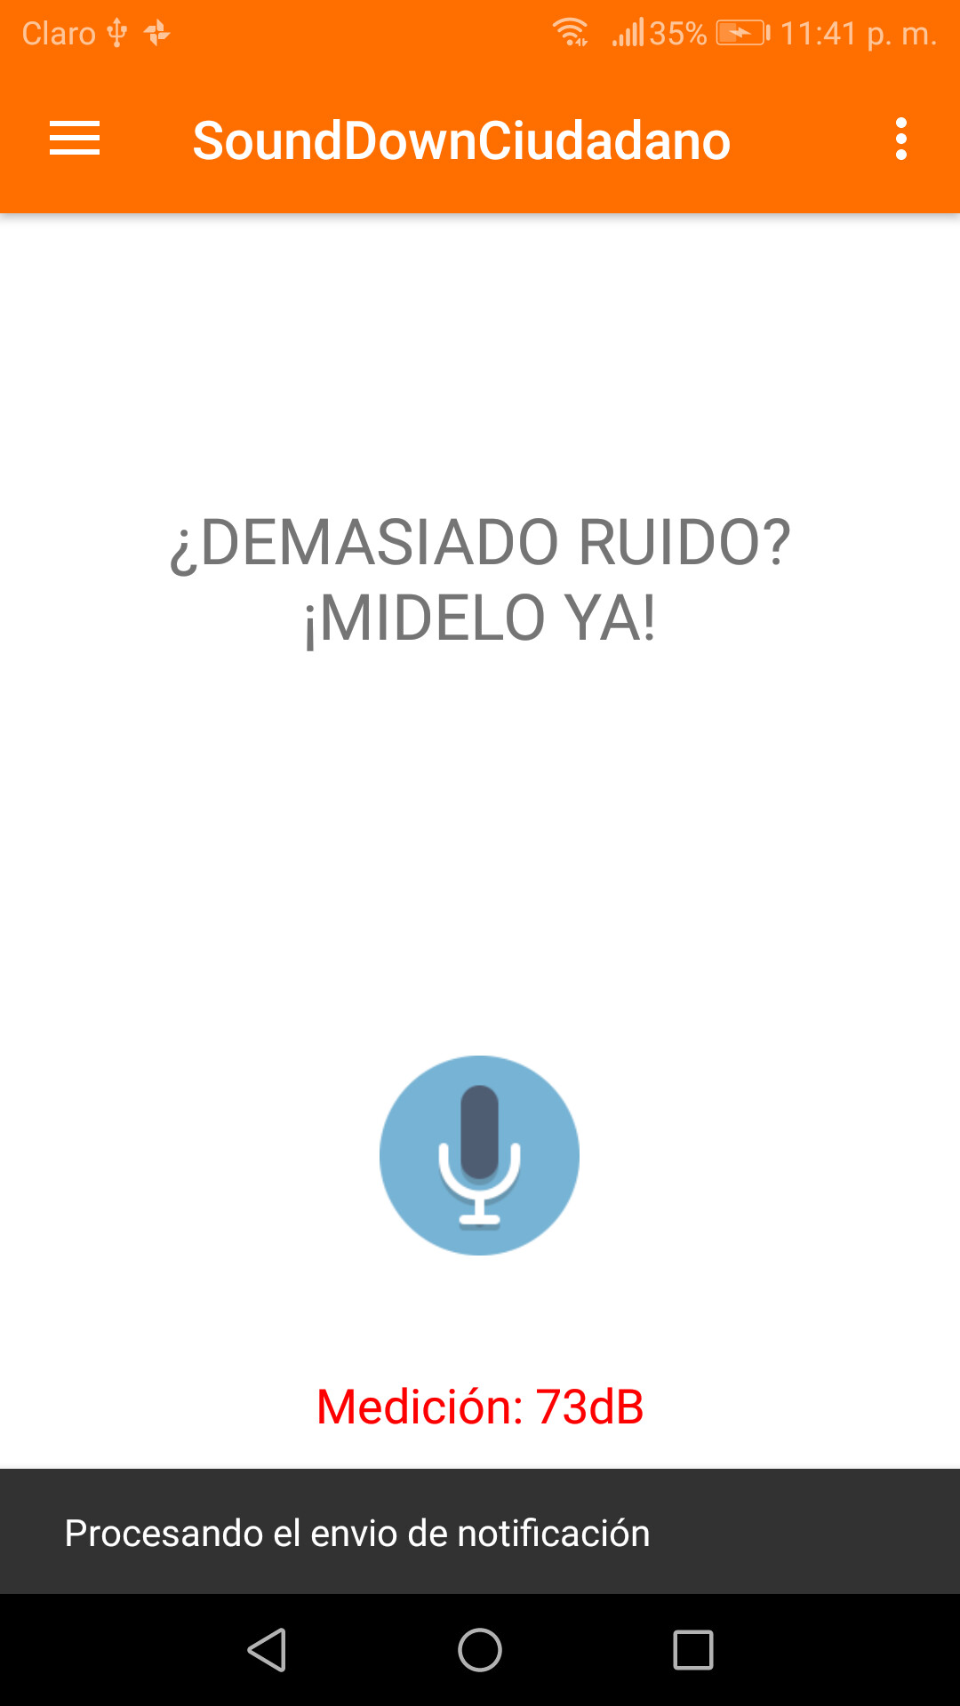 Claro 35% 11:41 p. m.
SoundDownCiudadano
¿DEMASIADO RUIDO?
¡MIDELO YA!
Medición: 73dB
Procesando el envio de notificación